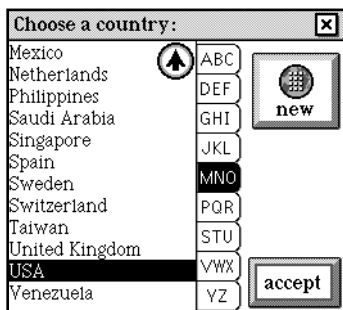 Choose a country:
Mexico
Netherlands
Philippines
Saudi Arabia
Singapore
Spain
Sweden
Switzerland
Taiwan
United Kingdom
USA
Venezuela
ABC
DEF
GHI
JKL
MNO
PQR
STU
VWX
YZ
new
accept